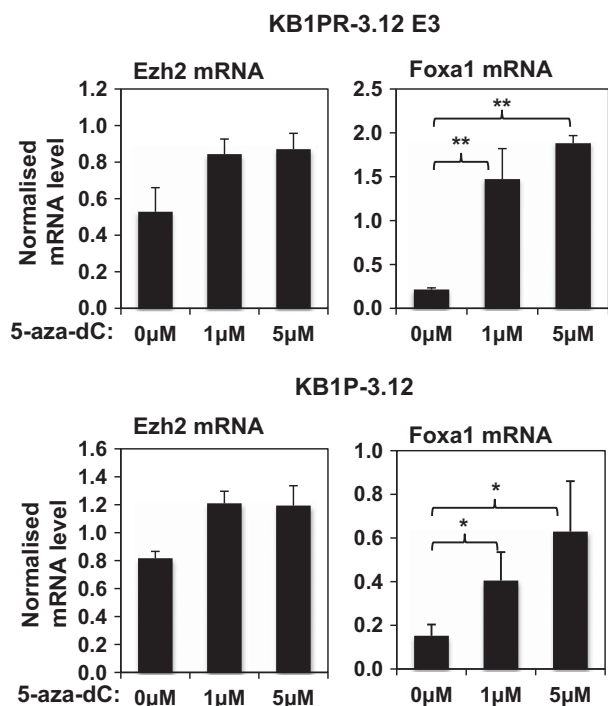 KB1PR-3.12 E3
Ezh2 mRNA
Foxa1 mRNA
Normalised
mRNA level
1.2
1.0
0.8
0.6
0.4
0.2
0.0
2.5
2.0
1.5
1.0
0.5
0.0
**
**
5-aza-dC: 0µM 1µM 5µM 0µM 1µM 5µM
KB1P-3.12
Ezh2 mRNA
Foxa1 mRNA
Normalised
mRNA level
1.6
1.4
1.2
1.0
0.8
0.6
0.4
0.2
0.0
1.0
0.8
0.6
0.4
0.2
0.0
*
*
5-aza-dC: 0µM 1µM 5µM 0µM 1µM 5µM